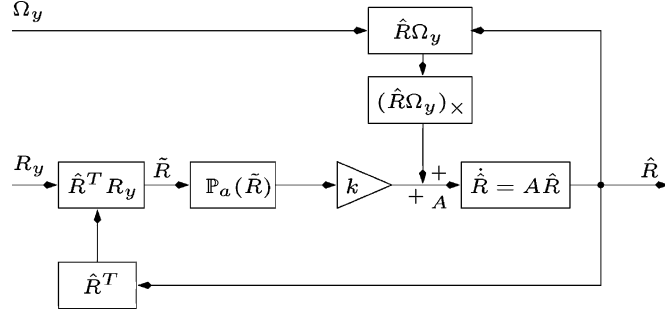 Ω_y
R̂Ω_y
(R̂Ω_y)_×
R_y
R̂^T R_y
R̃
ℙ_a(R̃)
k
+
+
A
R̂̇ = AR̂
R̂
R̂^T